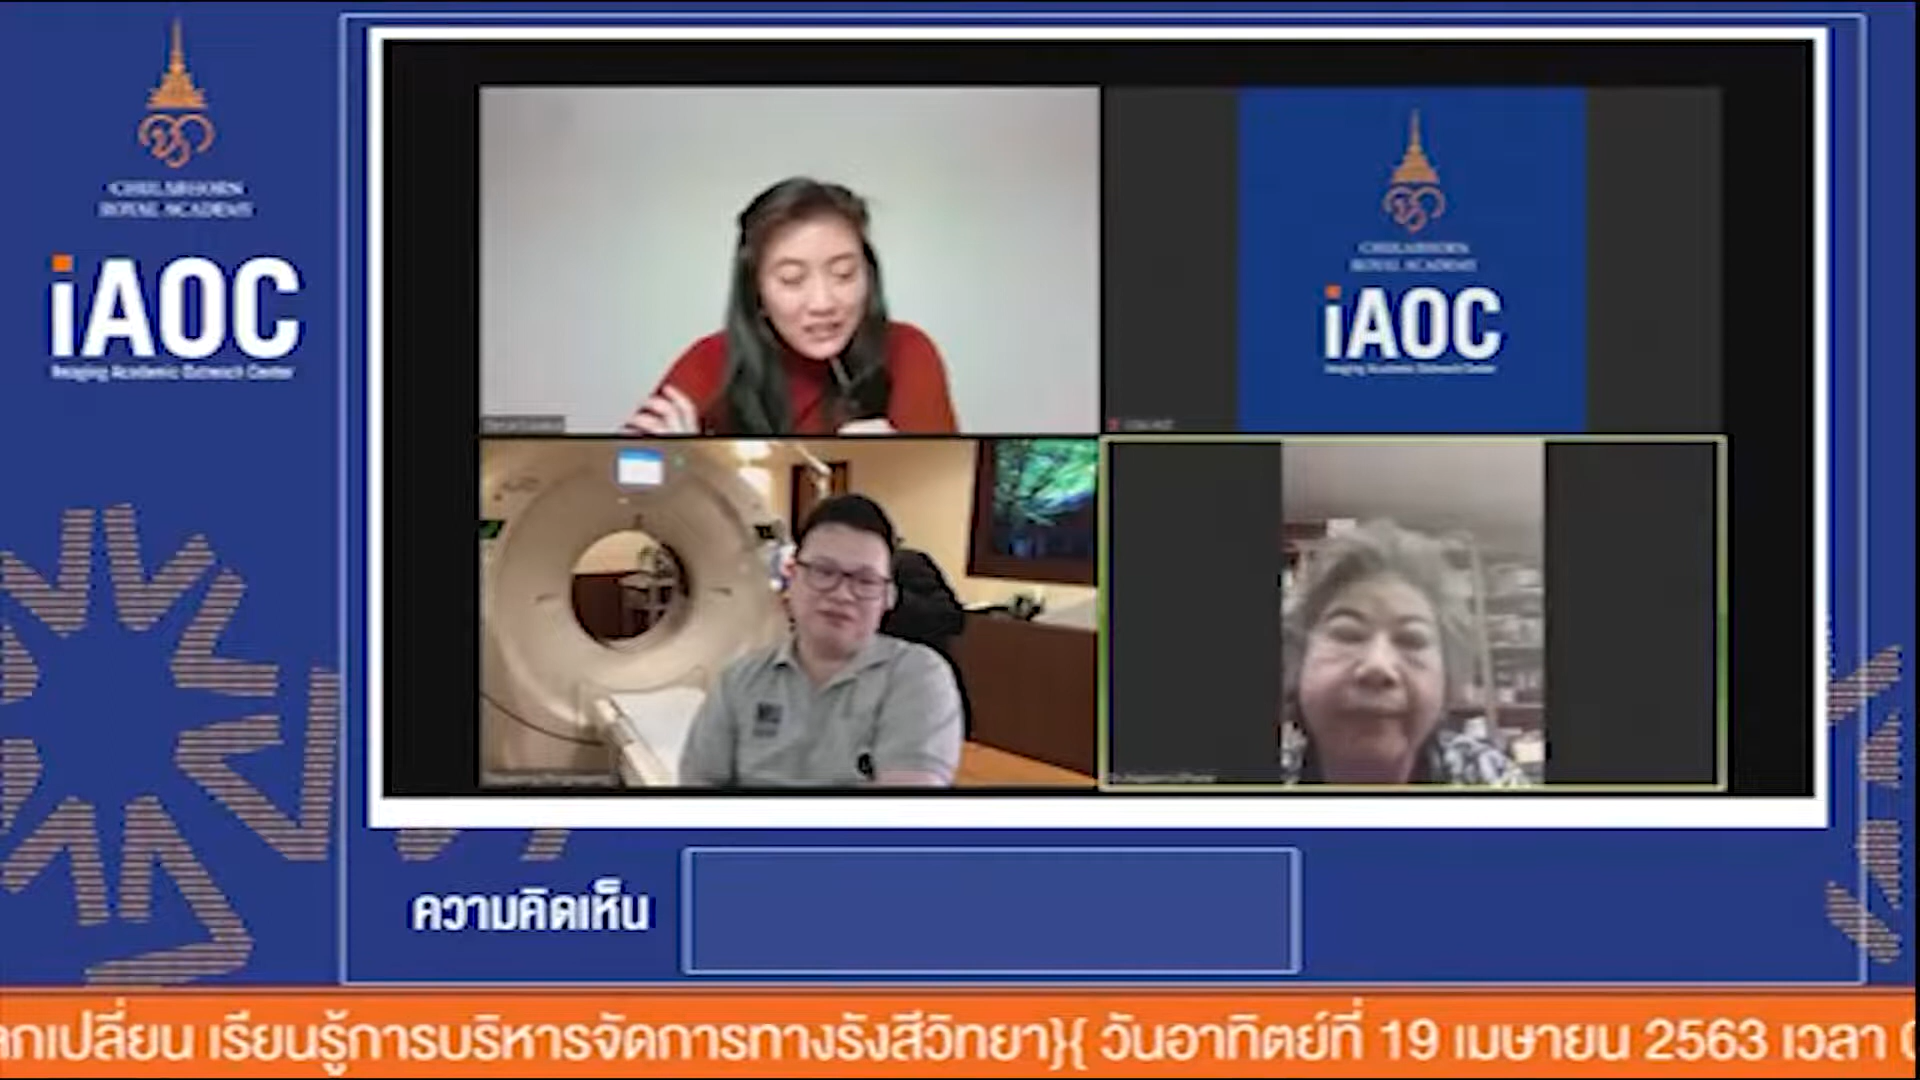 CHULABHORN
ROYAL ACADEMY
iAOC
Imaging Academic Outreach Center
CHULABHORN
ROYAL ACADEMY
iAOC
Imaging Academic Outreach Center
ความคิดเห็น
กเปลี่ยน เรียนรู้การบริหารจัดการทางรังสีวิทยา}{ วันอาทิตย์ที่ 19 เมษายน 2563 เวลา